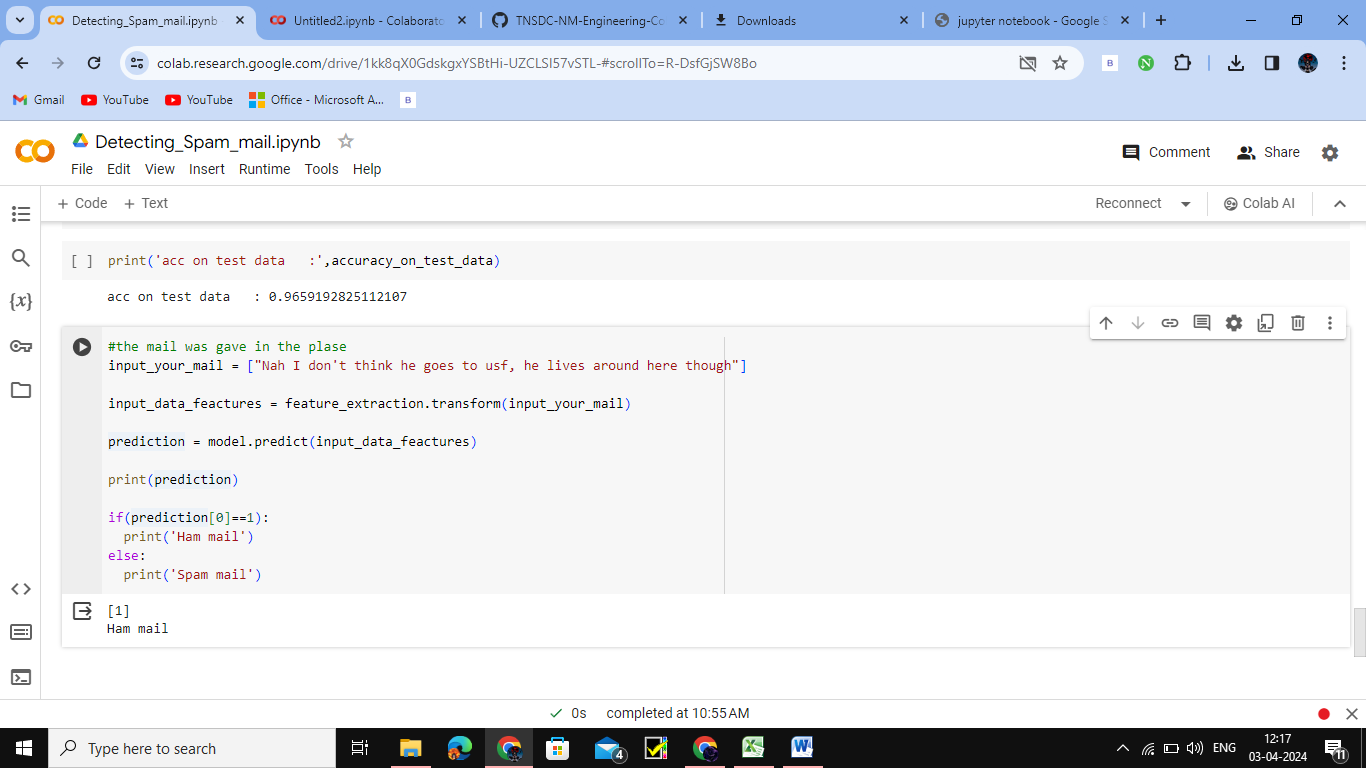 Detecting_Spam_mail.ipynb
Untitled2.ipynb - Colaborato
TNSDC-NM-Engineering-Co
Downloads
jupyter notebook - Google S
colab.research.google.com/drive/1kk8qX0GdskgxYSBtHi-UZCLSI57vSTL-#scrollTo=R-DsfGjSW8Bo
Gmail
YouTube
YouTube
Office - Microsoft A...
B
Detecting_Spam_mail.ipynb
Comment
Share
File Edit View Insert Runtime Tools Help
+ Code + Text
Reconnect
Colab AI
[ ] print('acc on test data   :',accuracy_on_test_data)
acc on test data   : 0.9659192825112107
#the mail was gave in the plase
input_your_mail = ["Nah I don't think he goes to usf, he lives around here though"]
input_data_feactures = feature_extraction.transform(input_your_mail)
prediction = model.predict(input_data_feactures)
print(prediction)
if(prediction[0]==1):
  print('Ham mail')
else:
  print('Spam mail')
[1]
Ham mail
0s completed at 10:55 AM
Type here to search
4
ENG
12:17
03-04-2024
11